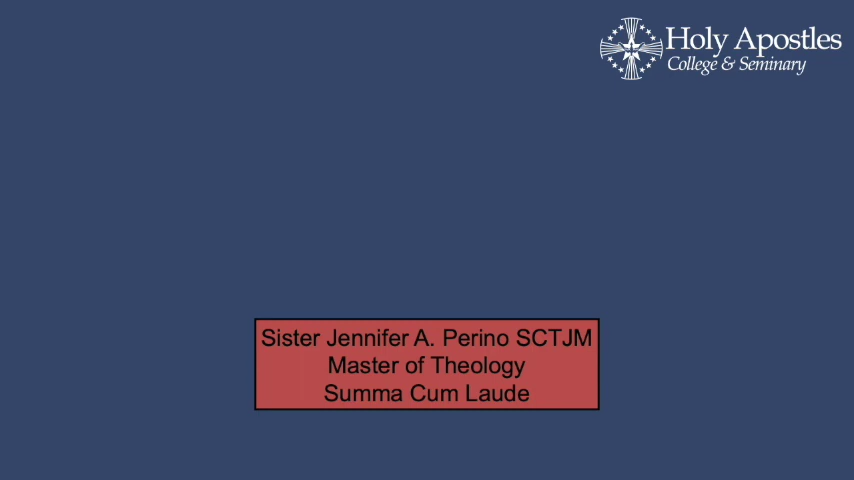 Holy Apostles
College & Seminary
Sister Jennifer A. Perino SCTJM
Master of Theology
Summa Cum Laude